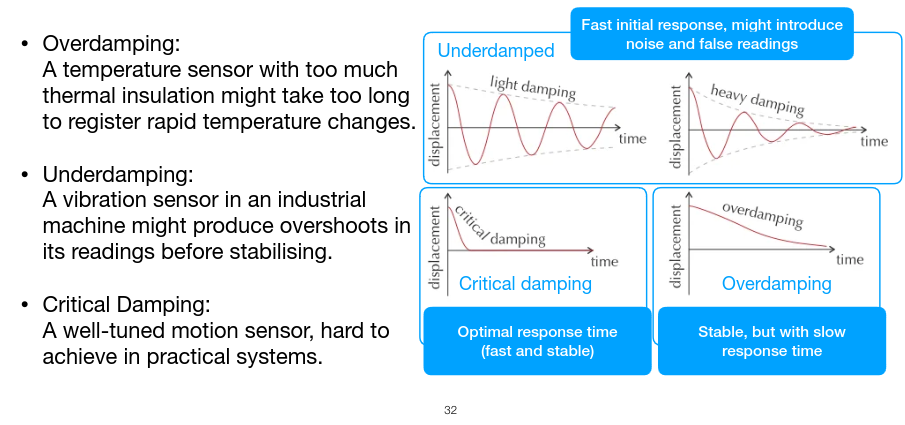 • Overdamping:
A temperature sensor with too much
thermal insulation might take too long
to register rapid temperature changes.
• Underdamping:
A vibration sensor in an industrial
machine might produce overshoots in
its readings before stabilising.
• Critical Damping:
A well-tuned motion sensor, hard to
achieve in practical systems.
Fast initial response, might introduce
noise and false readings
Underdamped
displacement
light damping
time
displacement
heavy damping
time
displacement
critical damping
time
Critical damping
Optimal response time
(fast and stable)
displacement
overdamping
time
Overdamping
Stable, but with slow
response time
32